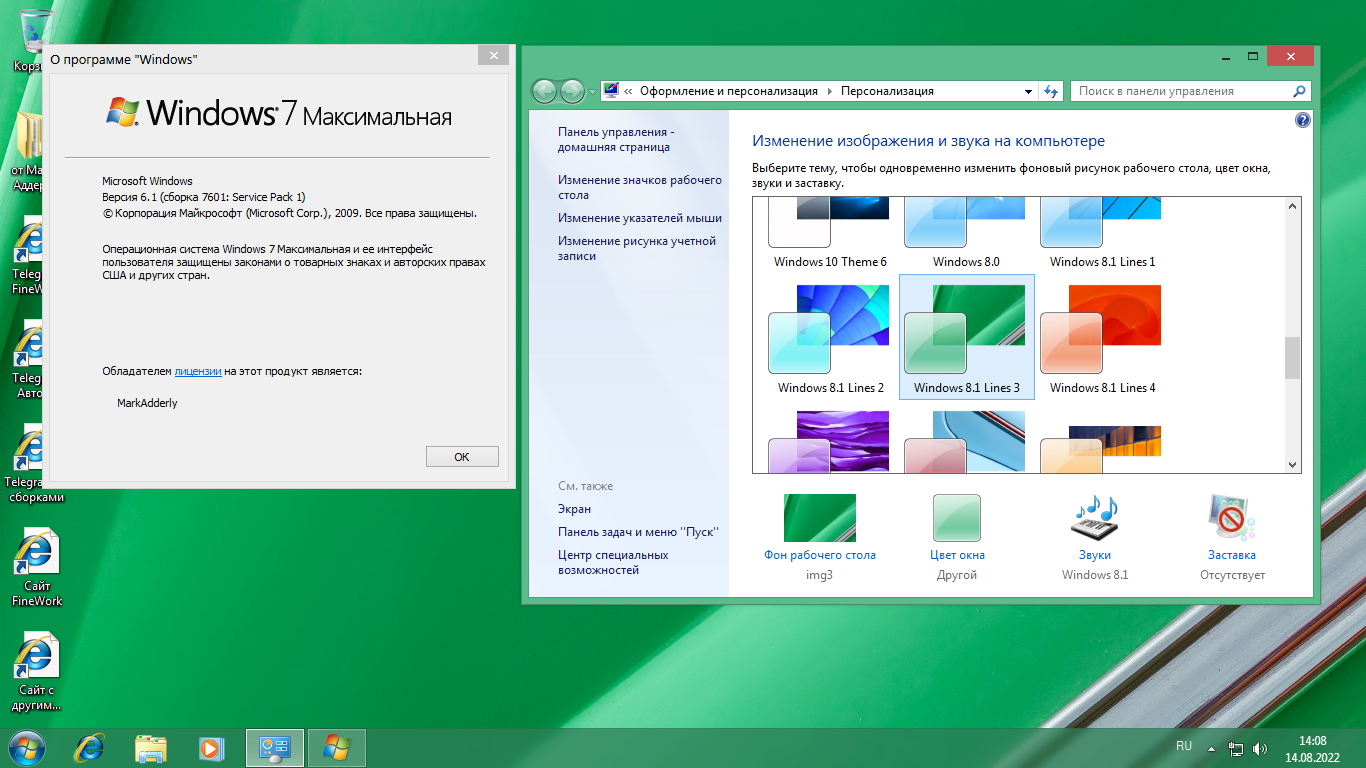 Корз
от Ма
Аддер
Teleg
FineW
Teleg
Авто
Telegra
сборками
Сайт
FineWork
Сайт с
другим...
О программе "Windows"
Windows 7 Максимальная
Microsoft Windows
Версия 6.1 (сборка 7601: Service Pack 1)
© Корпорация Майкрософт (Microsoft Corp.), 2009. Все права защищены.
Операционная система Windows 7 Максимальная и ее интерфейс
пользователя защищены законами о товарных знаках и авторских правах
США и других стран.
Обладателем лицензии на этот продукт является:
MarkAdderly
OK
« Оформление и персонализация Персонализация
Поиск в панели управления
Панель управления -
домашняя страница
Изменение значков рабочего
стола
Изменение указателей мыши
Изменение рисунка учетной
записи
См. также
Экран
Панель задач и меню "Пуск"
Центр специальных
возможностей
Изменение изображения и звука на компьютере
Выберите тему, чтобы одновременно изменить фоновый рисунок рабочего стола, цвет окна,
звуки и заставку.
Windows 10 Theme 6
Windows 8.0
Windows 8.1 Lines 1
Windows 8.1 Lines 2
Windows 8.1 Lines 3
Windows 8.1 Lines 4
Фон рабочего стола
img3
Цвет окна
Другой
Звуки
Windows 8.1
Заставка
Отсутствует
RU
14:08
14.08.2022